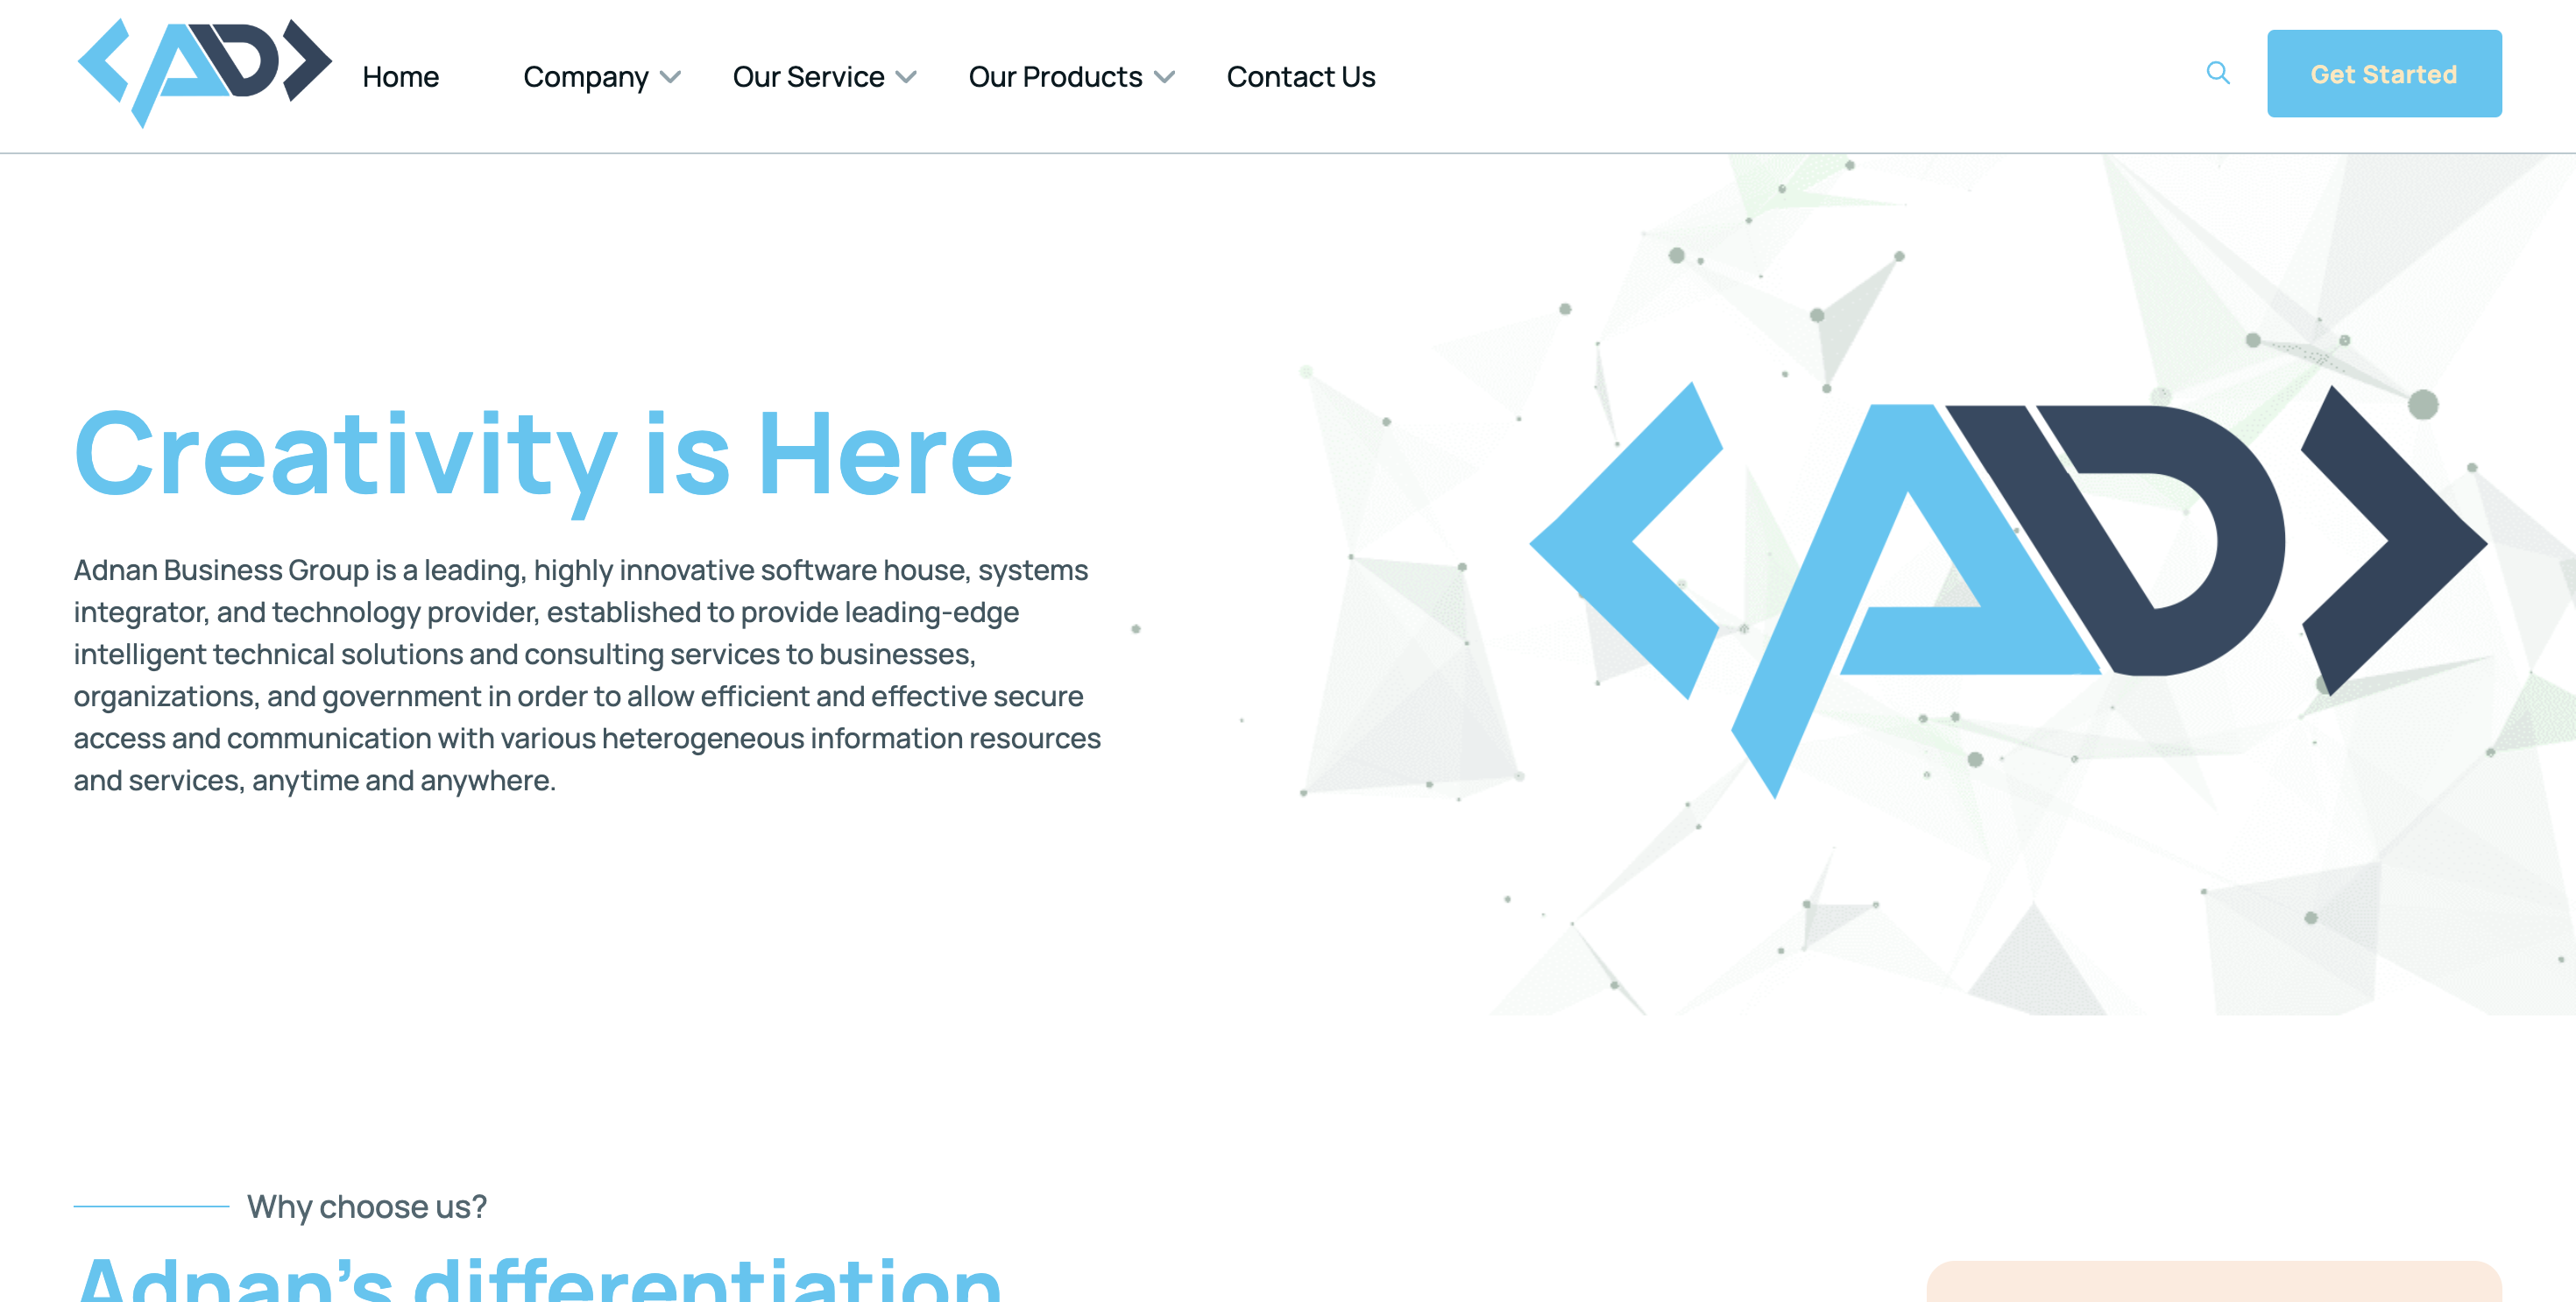 Home
Company
Our Service
Our Products
Contact Us
Get Started
Creativity is Here
Adnan Business Group is a leading, highly innovative software house, systems
integrator, and technology provider, established to provide leading-edge
intelligent technical solutions and consulting services to businesses,
organizations, and government in order to allow efficient and effective secure
access and communication with various heterogeneous information resources
and services, anytime and anywhere.
AD
Why choose us?
Adnan’s differentiation